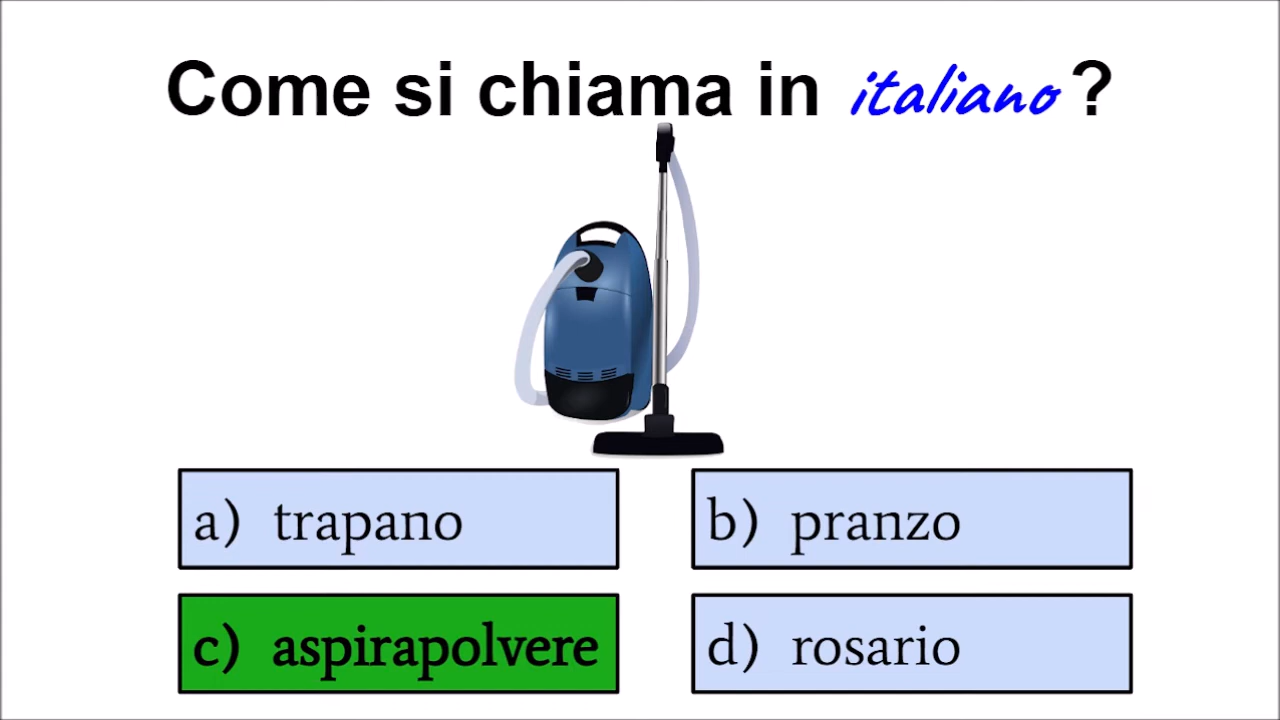 Come si chiama in italiano ?
a) trapano
b) pranzo
c) aspirapolvere
d) rosario